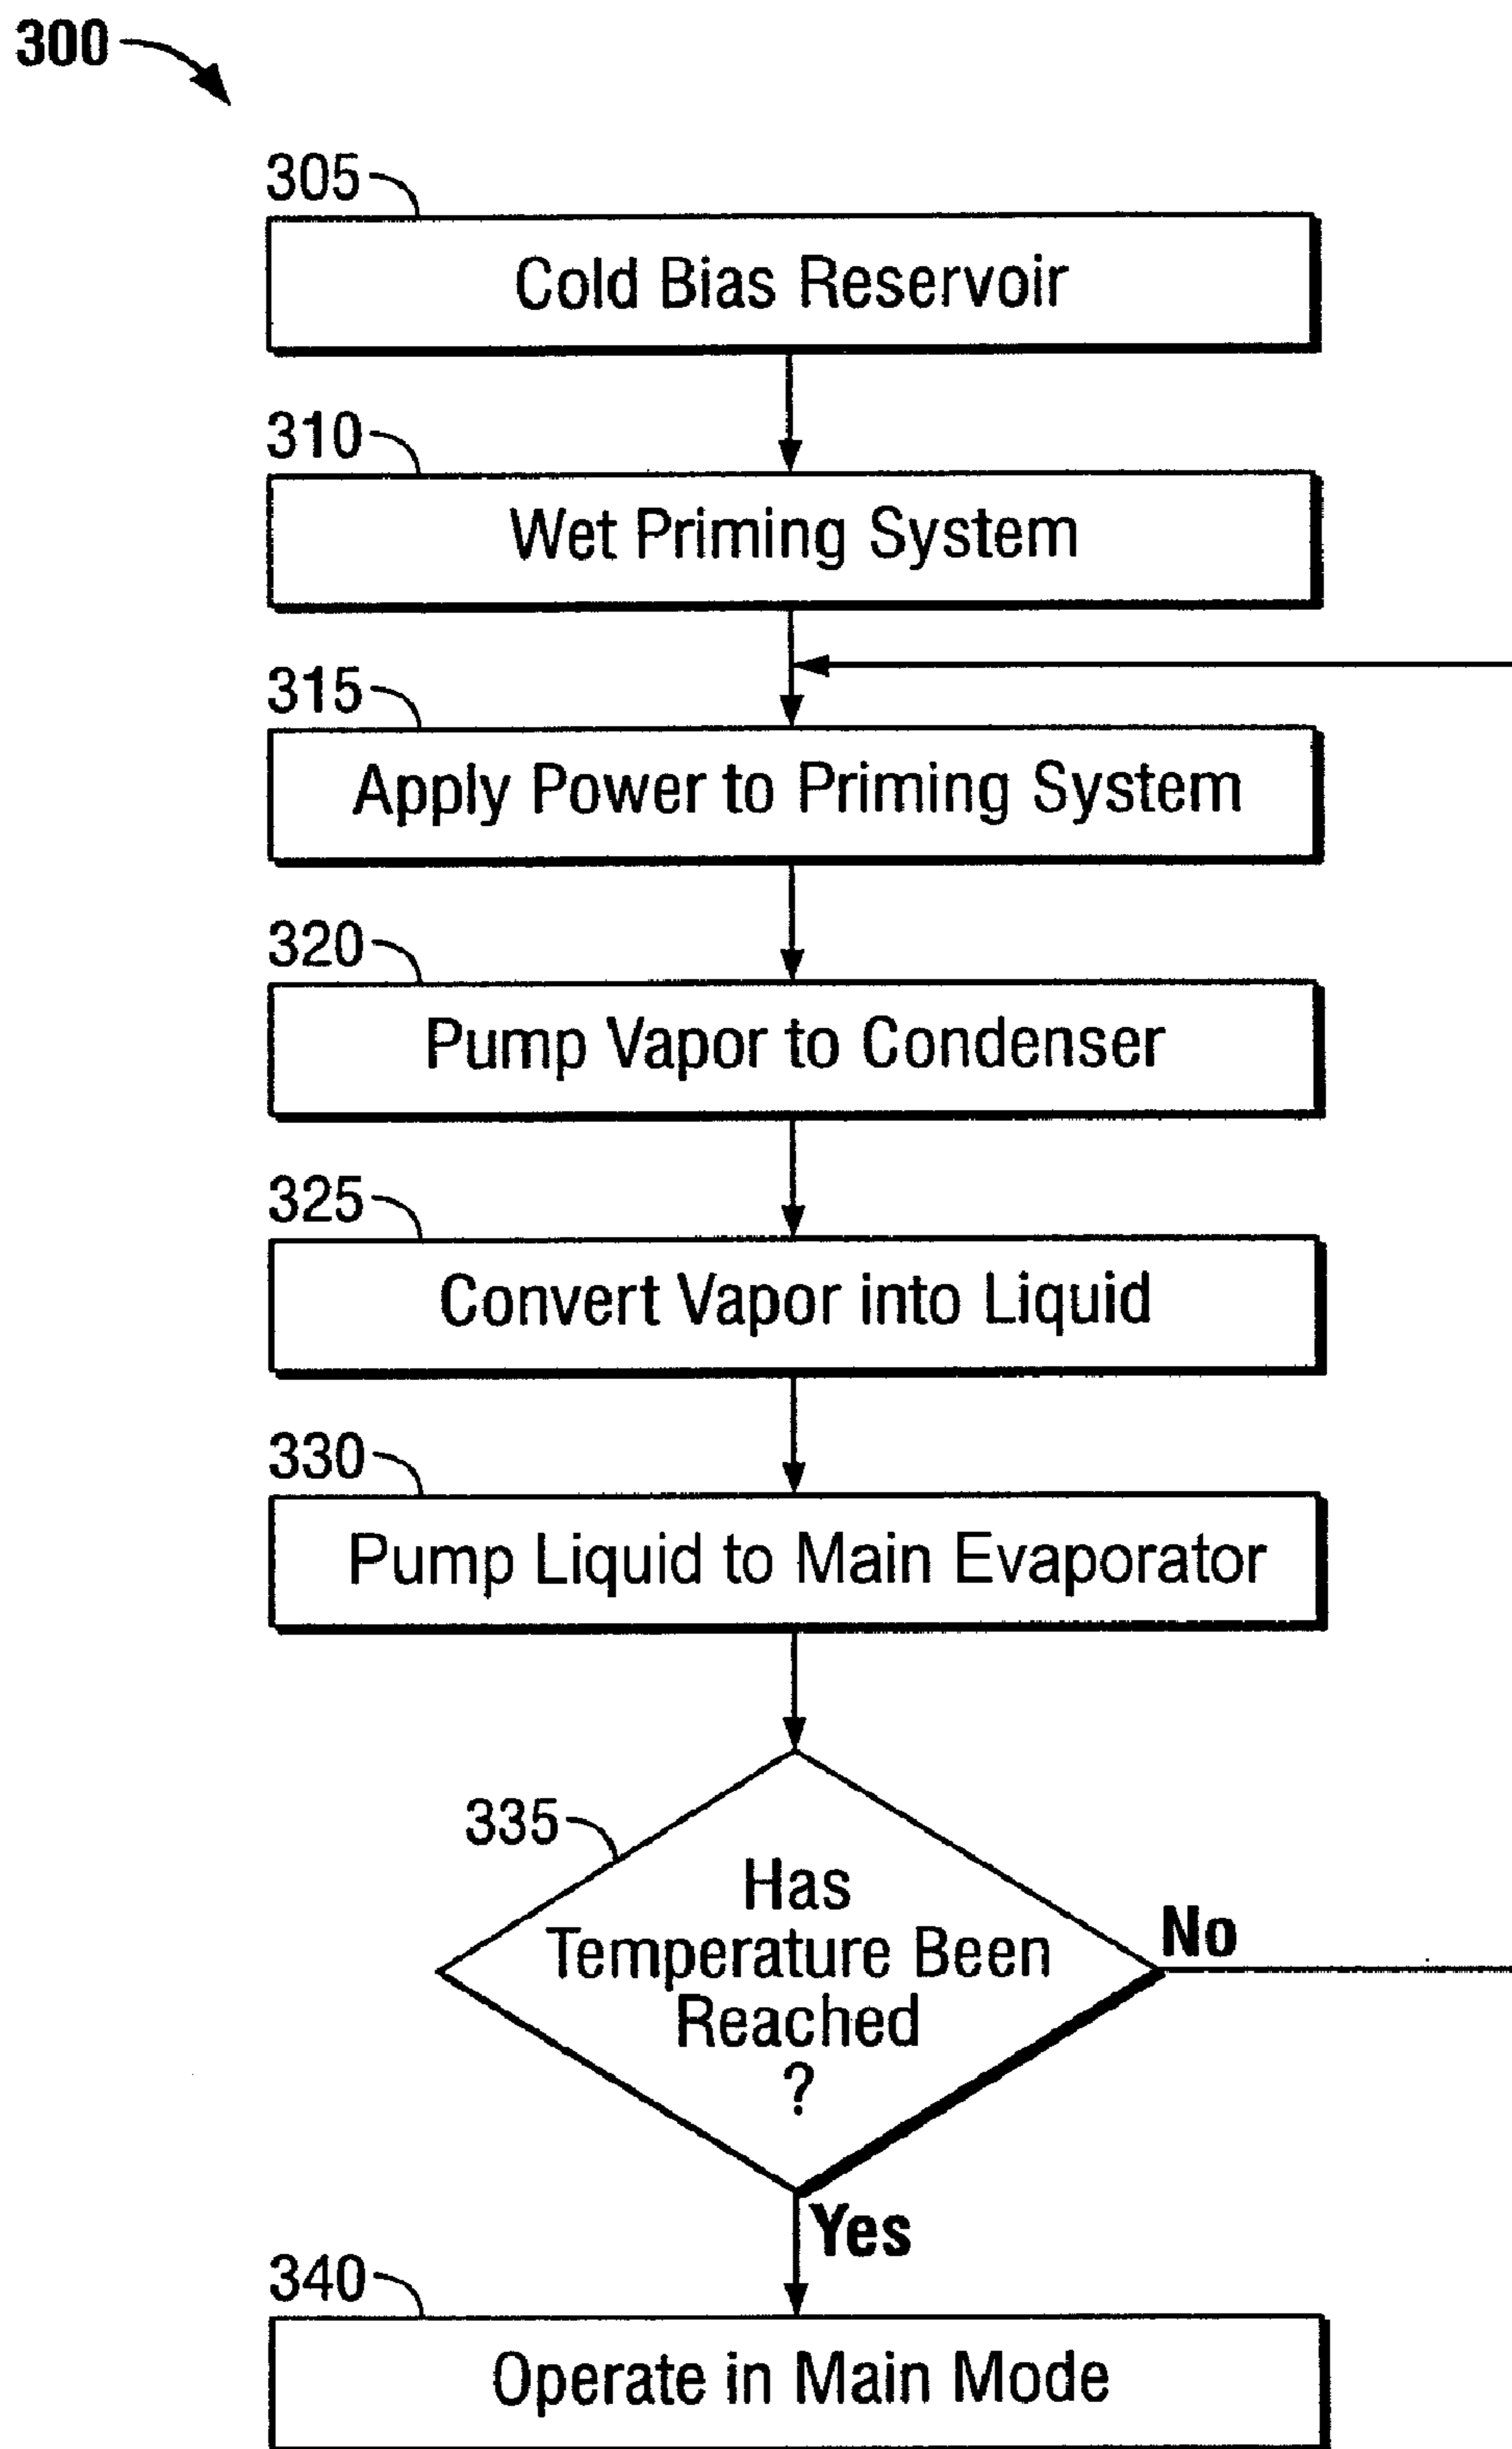 300
305
Cold Bias Reservoir
310
Wet Priming System
315
Apply Power to Priming System
320
Pump Vapor to Condenser
325
Convert Vapor into Liquid
330
Pump Liquid to Main Evaporator
335
Has
Temperature Been
Reached
?
No
Yes
340
Operate in Main Mode